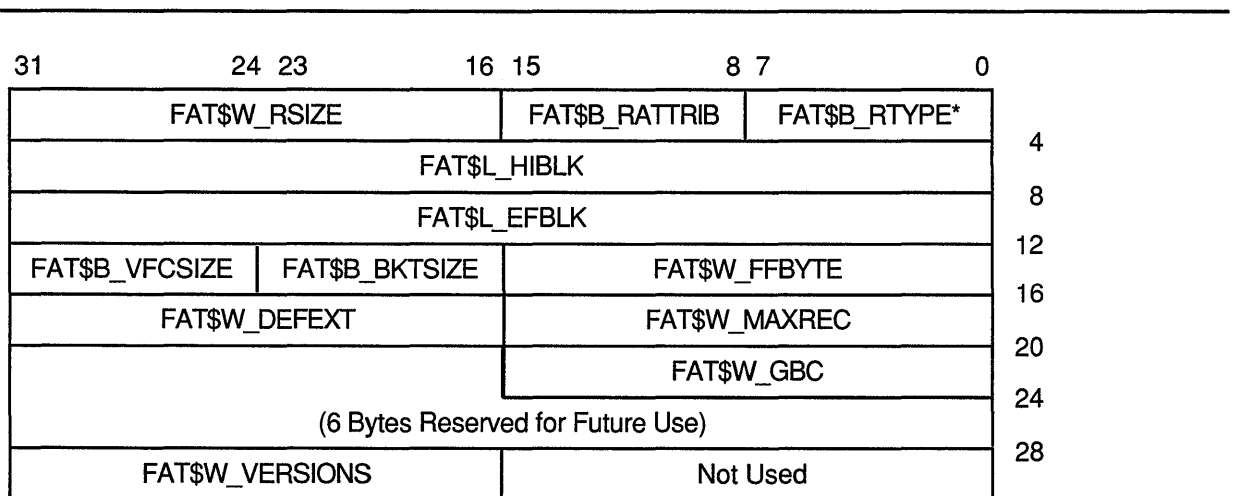 31 24 23 16 15 8 7 0
FAT$W_RSIZE FAT$B_RATTRIB FAT$B_RTYPE*
4
FAT$L_HIBLK
8
FAT$L_EFBLK
12
FAT$B_VFCSIZE FAT$B_BKTSIZE FAT$W_FFBYTE
16
FAT$W_DEFEXT FAT$W_MAXREC
20
FAT$W_GBC
24
(6 Bytes Reserved for Future Use)
28
FAT$W_VERSIONS Not Used